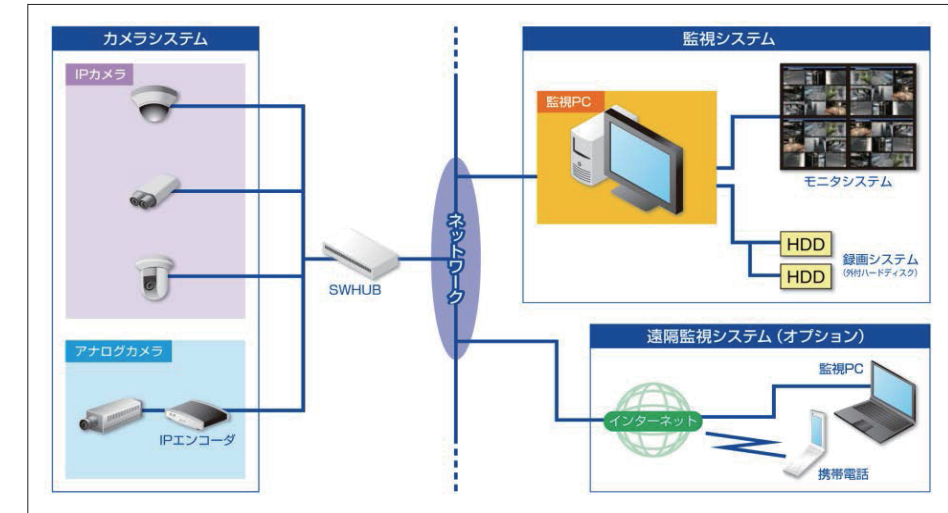 カメラシステム
IPカメラ
アナログカメラ
IPエンコーダ
SWHUB
ネットワーク
監視システム
監視PC
モニタシステム
HDD
HDD
録画システム
(外付ハードディスク)
遠隔監視システム(オプション)
インターネット
監視PC
携帯電話